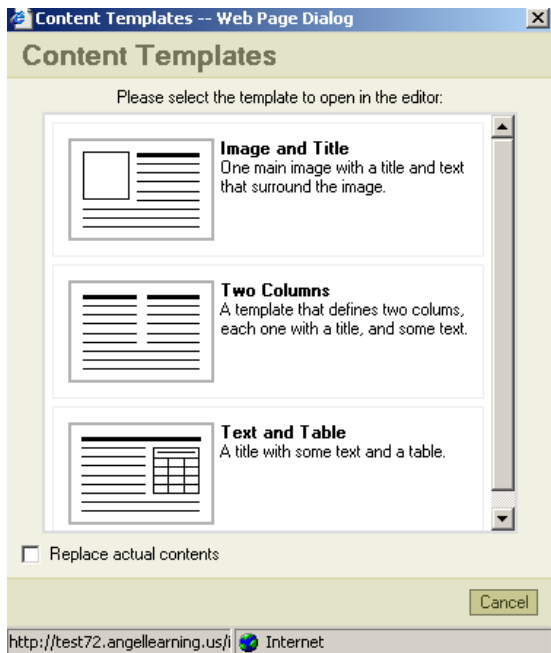 Content Templates -- Web Page Dialog
Content Templates
Please select the template to open in the editor:
Image and Title
One main image with a title and text
that surround the image.
Two Columns
A template that defines two colums,
each one with a title, and some text.
Text and Table
A title with some text and a table.
Replace actual contents
Cancel
http://test72.angellearning.us/i Internet